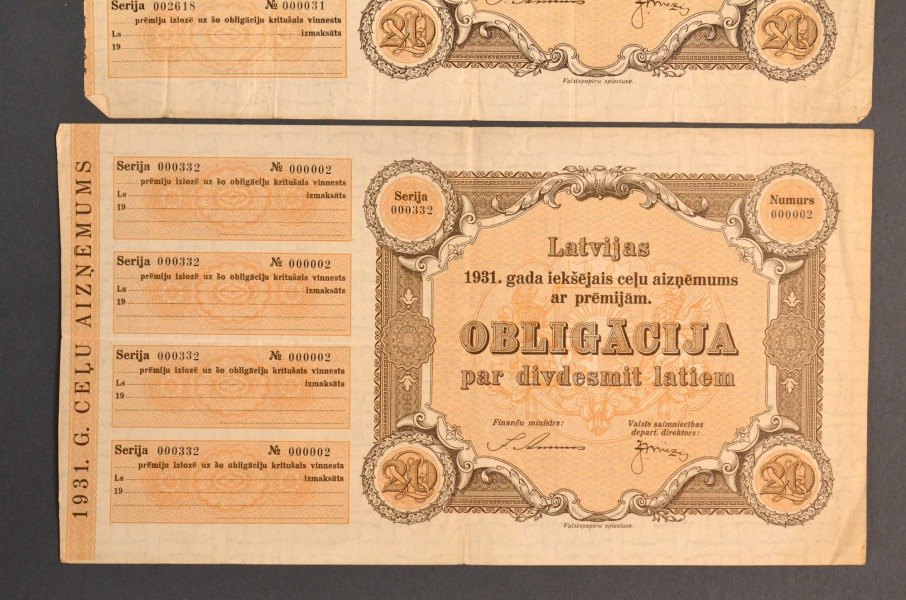 Serija 002618 № 000031
prēmiju izlozē uz šo obligāciju kritušais vinnests
Ls izmaksāts
19
Valstspapīru spiestuve.
1931. G. CEĻU AIZŅĒMUMS
Serija 000332 № 000002
prēmiju izlozē uz šo obligāciju kritušais vinnests
Ls izmaksāts
19
Serija 000332 № 000002
prēmiju izlozē uz šo obligāciju kritušais vinnests
Ls izmaksāts
19
Serija 000332 № 000002
prēmiju izlozē uz šo obligāciju kritušais vinnests
Ls izmaksāts
19
Serija 000332 № 000002
prēmiju izlozē uz šo obligāciju kritušais vinnests
Ls izmaksāts
19
Serija
000332
Numurs
000002
Latvijas
1931. gada iekšējais ceļu aizņēmums
ar prēmijām.
OBLIGĀCIJA
par divdesmit latiem
Finanču ministrs:
Valsts saimniecības
depart. direktors:
Valstspapīru spiestuve.